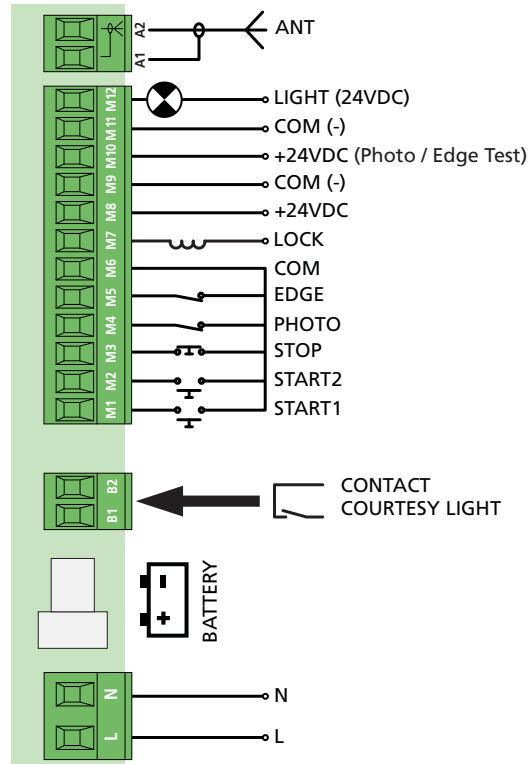 A2 ANT
A1
M12 LIGHT (24VDC)
M11 COM (-)
M10 +24VDC (Photo / Edge Test)
M9 COM (-)
M8 +24VDC
M7 LOCK
M6 COM
M5 EDGE
M4 PHOTO
M3 STOP
M2 START2
M1 START1
B2 CONTACT
B1 COURTESY LIGHT
- +
BATTERY
N N
L L